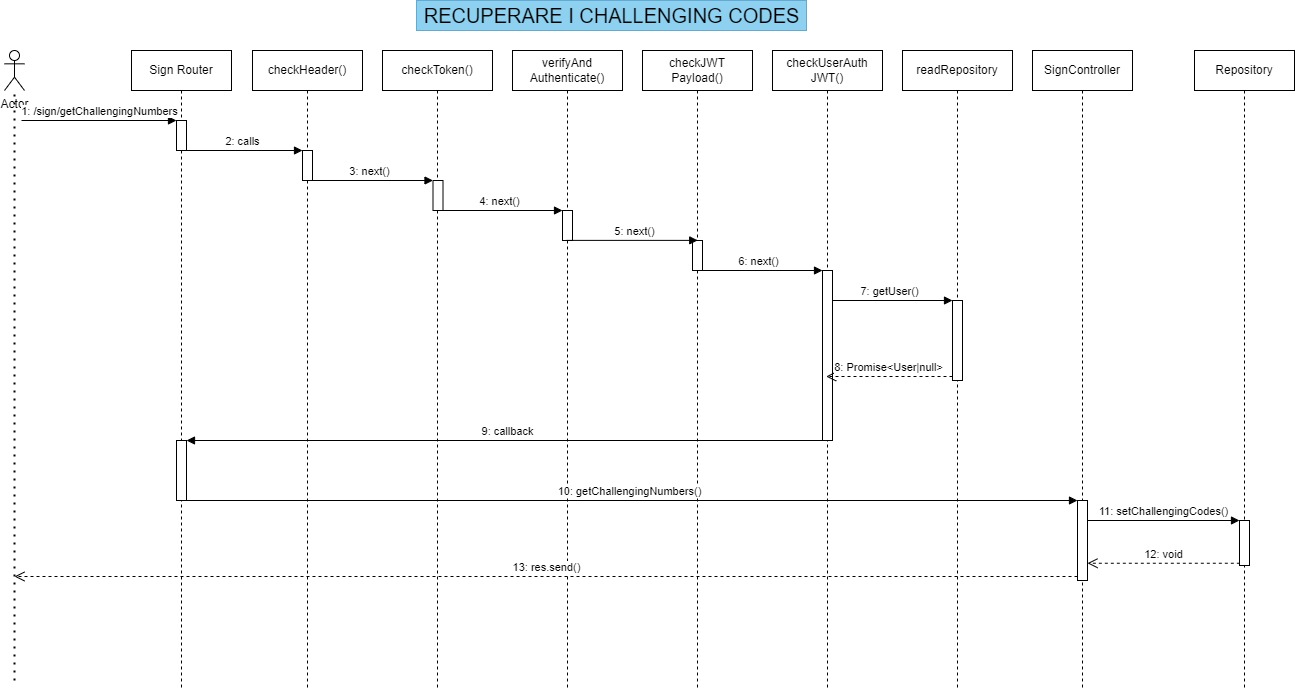 RECUPERARE I CHALLENGING CODES
Actor
Sign Router
checkHeader()
checkToken()
verifyAnd
Authenticate()
checkJWT
Payload()
checkUserAuth
JWT()
readRepository
SignController
Repository
1: /sign/getChallengingNumbers
2: calls
3: next()
4: next()
5: next()
6: next()
7: getUser()
8: Promise<User|null>
9: callback
10: getChallengingNumbers()
11: setChallengingCodes()
12: void
13: res.send()